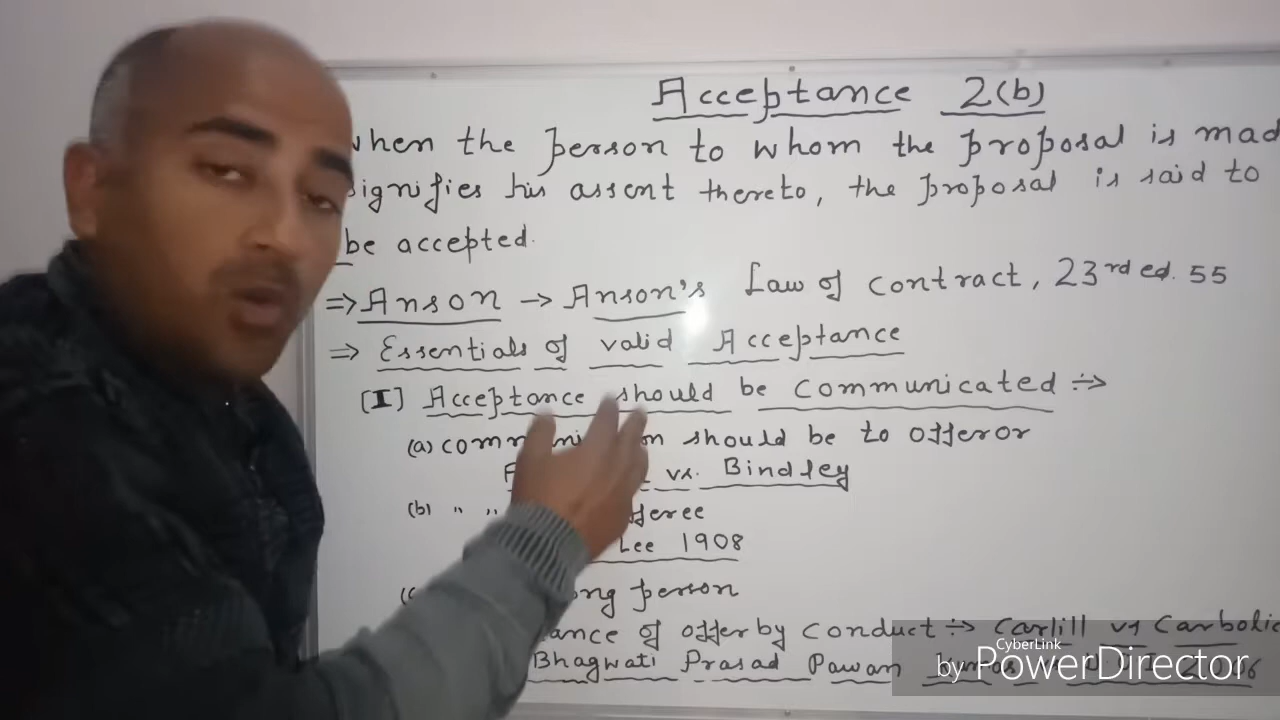 Acceptance 2(b)
when the person to whom the proposal is mad
signifies his assent thereto, the proposal is said to
be accepted.
⇒ Anson → Anson's Law of contract, 23rd ed. 55
⇒ Essentials of valid Acceptance
[I] Acceptance should be communicated ÷→
(a) comm n should be to offeror
vs. Bindley
(b) " " fferee
Lee 1908
ong person
ance of offer by conduct ÷→ Carlill vs Carbolic
Bhagwati Prasad Pawan
CyberLink
by PowerDirector